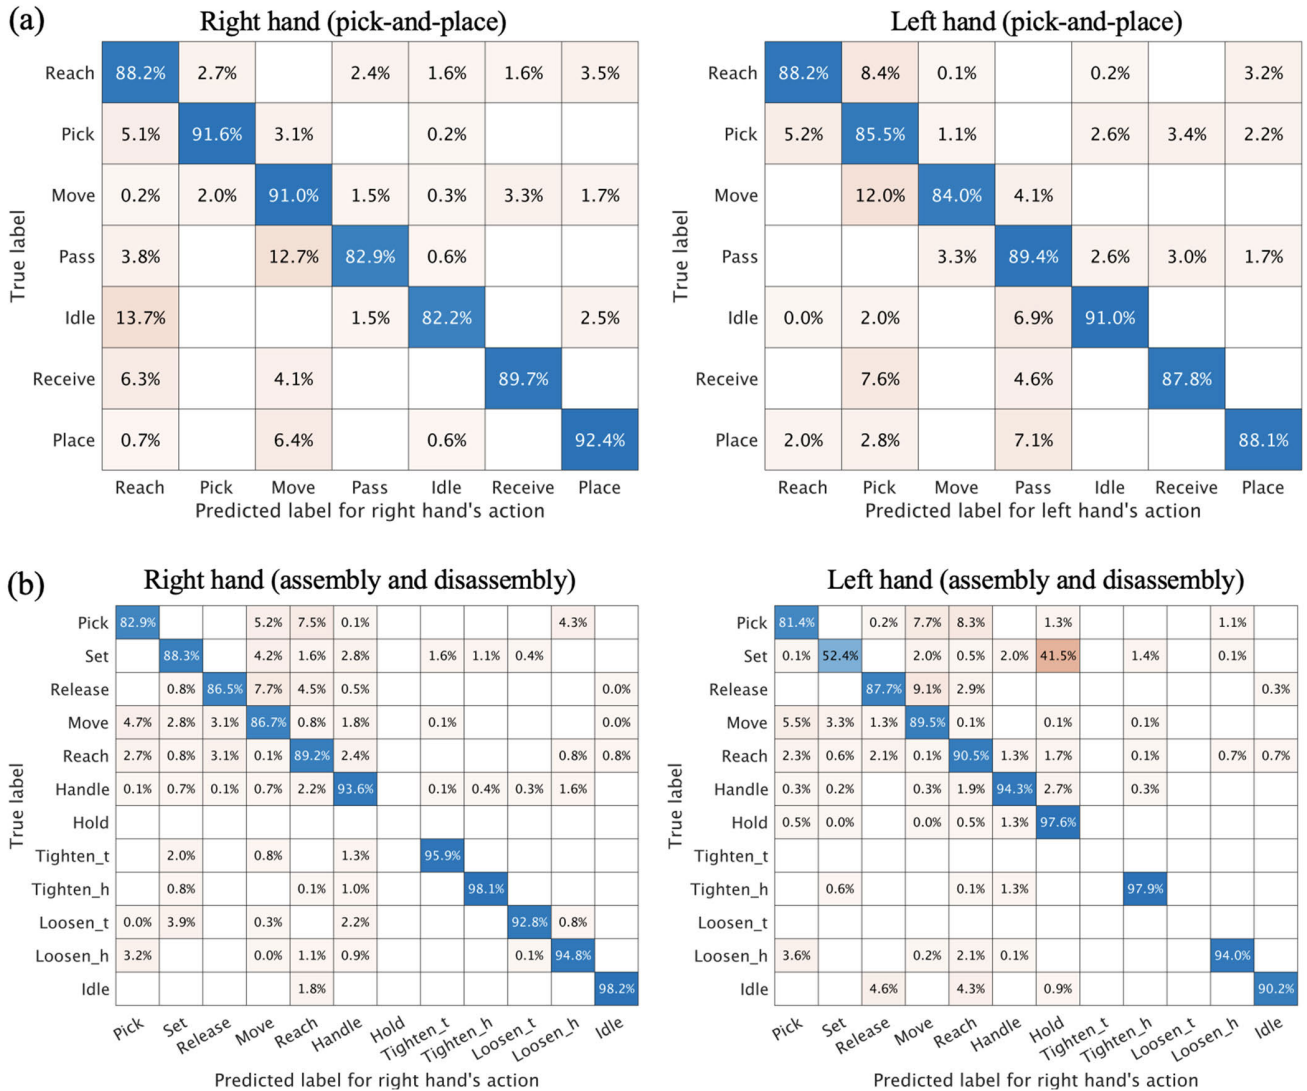 (a)
Right hand (pick-and-place)
Left hand (pick-and-place)
True label
Reach 88.2% 2.7% 2.4% 1.6% 1.6% 3.5%
Pick 5.1% 91.6% 3.1% 0.2%
Move 0.2% 2.0% 91.0% 1.5% 0.3% 3.3% 1.7%
Pass 3.8% 12.7% 82.9% 0.6%
Idle 13.7% 1.5% 82.2% 2.5%
Receive 6.3% 4.1% 89.7%
Place 0.7% 6.4% 0.6% 92.4%
Reach Pick Move Pass Idle Receive Place
Predicted label for right hand's action
True label
Reach 88.2% 8.4% 0.1% 0.2% 3.2%
Pick 5.2% 85.5% 1.1% 2.6% 3.4% 2.2%
Move 12.0% 84.0% 4.1%
Pass 3.3% 89.4% 2.6% 3.0% 1.7%
Idle 0.0% 2.0% 6.9% 91.0%
Receive 7.6% 4.6% 87.8%
Place 2.0% 2.8% 7.1% 88.1%
Reach Pick Move Pass Idle Receive Place
Predicted label for left hand's action
(b)
Right hand (assembly and disassembly)
Left hand (assembly and disassembly)
True label
Pick 82.9% 5.2% 7.5% 0.1% 4.3%
Set 88.3% 4.2% 1.6% 2.8% 1.6% 1.1% 0.4%
Release 0.8% 86.5% 7.7% 4.5% 0.5% 0.0%
Move 4.7% 2.8% 3.1% 86.7% 0.8% 1.8% 0.1% 0.0%
Reach 2.7% 0.8% 3.1% 0.1% 89.2% 2.4% 0.8% 0.8%
Handle 0.1% 0.7% 0.1% 0.7% 2.2% 93.6% 0.1% 0.4% 0.3% 1.6%
Hold
Tighten_t 2.0% 0.8% 1.3% 95.9%
Tighten_h 0.8% 0.1% 1.0% 98.1%
Loosen_t 0.0% 3.9% 0.3% 2.2% 92.8% 0.8%
Loosen_h 3.2% 0.0% 1.1% 0.9% 0.1% 94.8%
Idle 1.8% 98.2%
Pick Set Release Move Reach Handle Hold Tighten_t Tighten_h Loosen_t Loosen_h Idle
Predicted label for right hand's action
True label
Pick 81.4% 0.2% 7.7% 8.3% 1.3% 1.1%
Set 0.1% 52.4% 2.0% 0.5% 2.0% 41.5% 1.4% 0.1%
Release 87.7% 9.1% 2.9% 0.3%
Move 5.5% 3.3% 1.3% 89.5% 0.1% 0.1% 0.1%
Reach 2.3% 0.6% 2.1% 0.1% 90.5% 1.3% 1.7% 0.1% 0.7% 0.7%
Handle 0.3% 0.2% 0.3% 1.9% 94.3% 2.7% 0.3%
Hold 0.5% 0.0% 0.0% 0.5% 1.3% 97.6%
Tighten_t
Tighten_h 0.6% 0.1% 1.3% 97.9%
Loosen_t
Loosen_h 3.6% 0.2% 2.1% 0.1% 94.0%
Idle 4.6% 4.3% 0.9% 90.2%
Pick Set Release Move Reach Handle Hold Tighten_t Tighten_h Loosen_t Loosen_h Idle
Predicted label for right hand's action